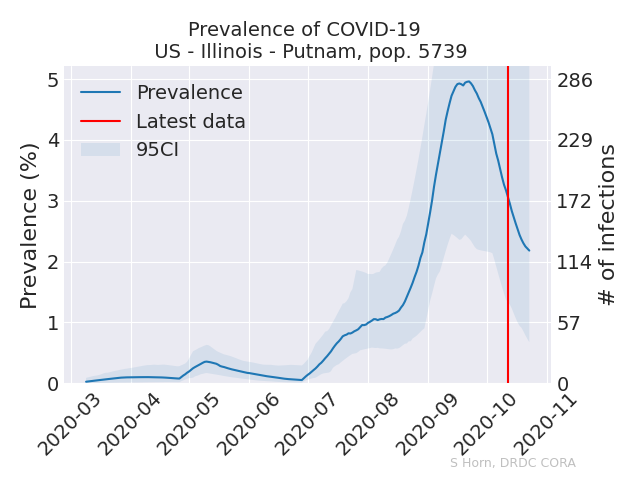 Prevalence of COVID-19
US - Illinois - Putnam, pop. 5739
Prevalence (%)
5
4
3
2
1
0
Prevalence
Latest data
95CI
286
229
172
114
57
0
# of infections
2020-03
2020-04
2020-05
2020-06
2020-07
2020-08
2020-09
2020-10
2020-11
S Horn, DRDC CORA